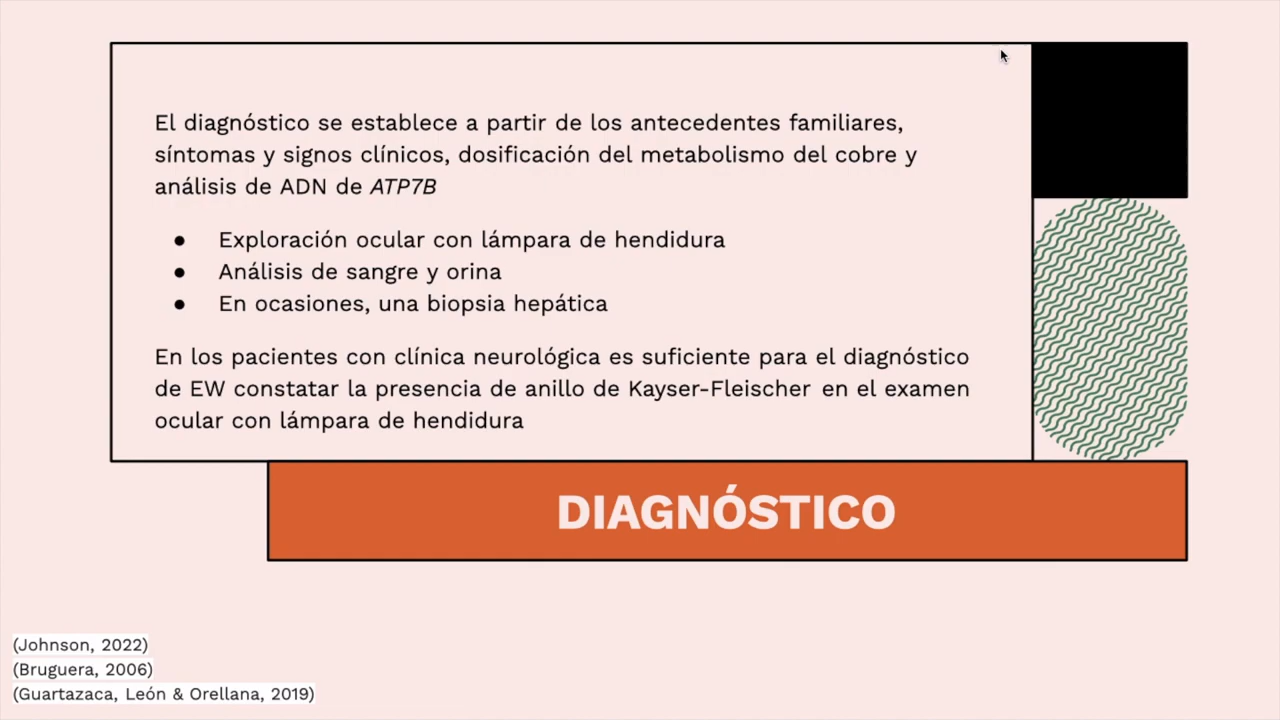 El diagnóstico se establece a partir de los antecedentes familiares,
síntomas y signos clínicos, dosificación del metabolismo del cobre y
análisis de ADN de ATP7B
● Exploración ocular con lámpara de hendidura
● Análisis de sangre y orina
● En ocasiones, una biopsia hepática
En los pacientes con clínica neurológica es suficiente para el diagnóstico
de EW constatar la presencia de anillo de Kayser-Fleischer en el examen
ocular con lámpara de hendidura
DIAGNÓSTICO
(Johnson, 2022)
(Bruguera, 2006)
(Guartazaca, León & Orellana, 2019)